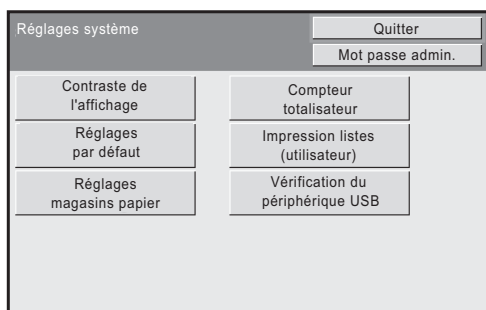 Réglages système
Quitter
Mot passe admin.
Contraste de
l'affichage
Compteur
totalisateur
Réglages
par défaut
Impression listes
(utilisateur)
Réglages
magasins papier
Vérification du
périphérique USB